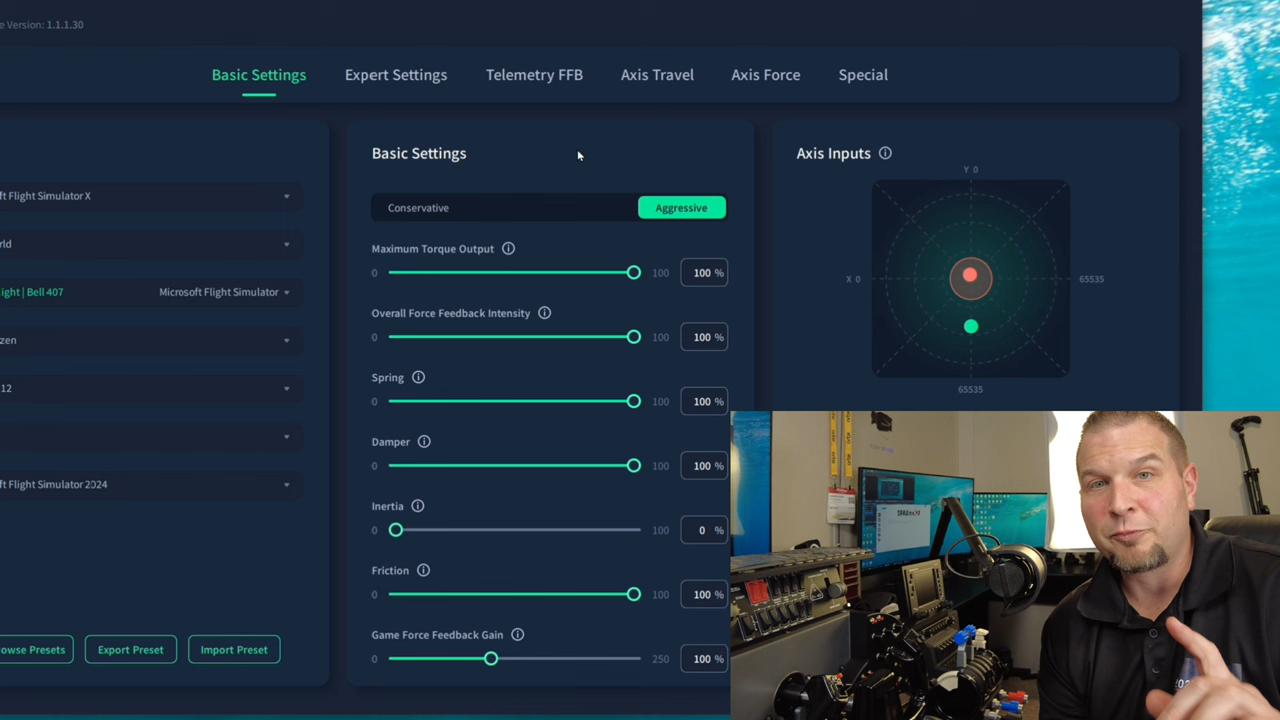 e Version: 1.1.1.30
Basic Settings
Expert Settings
Telemetry FFB
Axis Travel
Axis Force
Special
ft Flight Simulator X
rld
ight | Bell 407
Microsoft Flight Simulator
zen
12
ft Flight Simulator 2024
owse Presets
Export Preset
Import Preset
Basic Settings
Conservative
Aggressive
Maximum Torque Output
0
100
100 %
Overall Force Feedback Intensity
0
100
100 %
Spring
0
100
100 %
Damper
0
100
100 %
Inertia
0
100
0 %
Friction
0
100
100 %
Game Force Feedback Gain
0
250
100 %
Axis Inputs
Y 0
X 0
65535
65535